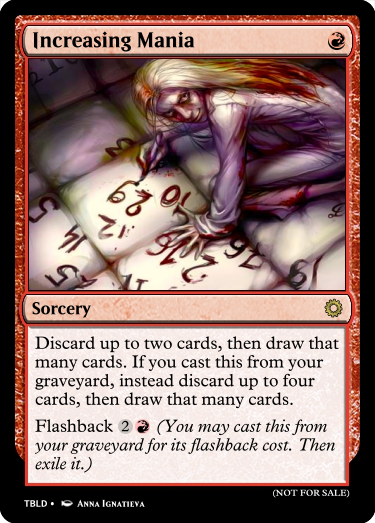 Increasing Mania
Sorcery
Discard up to two cards, then draw that
many cards. If you cast this from your
graveyard, instead discard up to four
cards, then draw that many cards.
Flashback 2 (You may cast this
from your graveyard for its flashback cost. Then
exile it.)
(NOT FOR SALE)
TBLD • ANNA IGNATIEVA